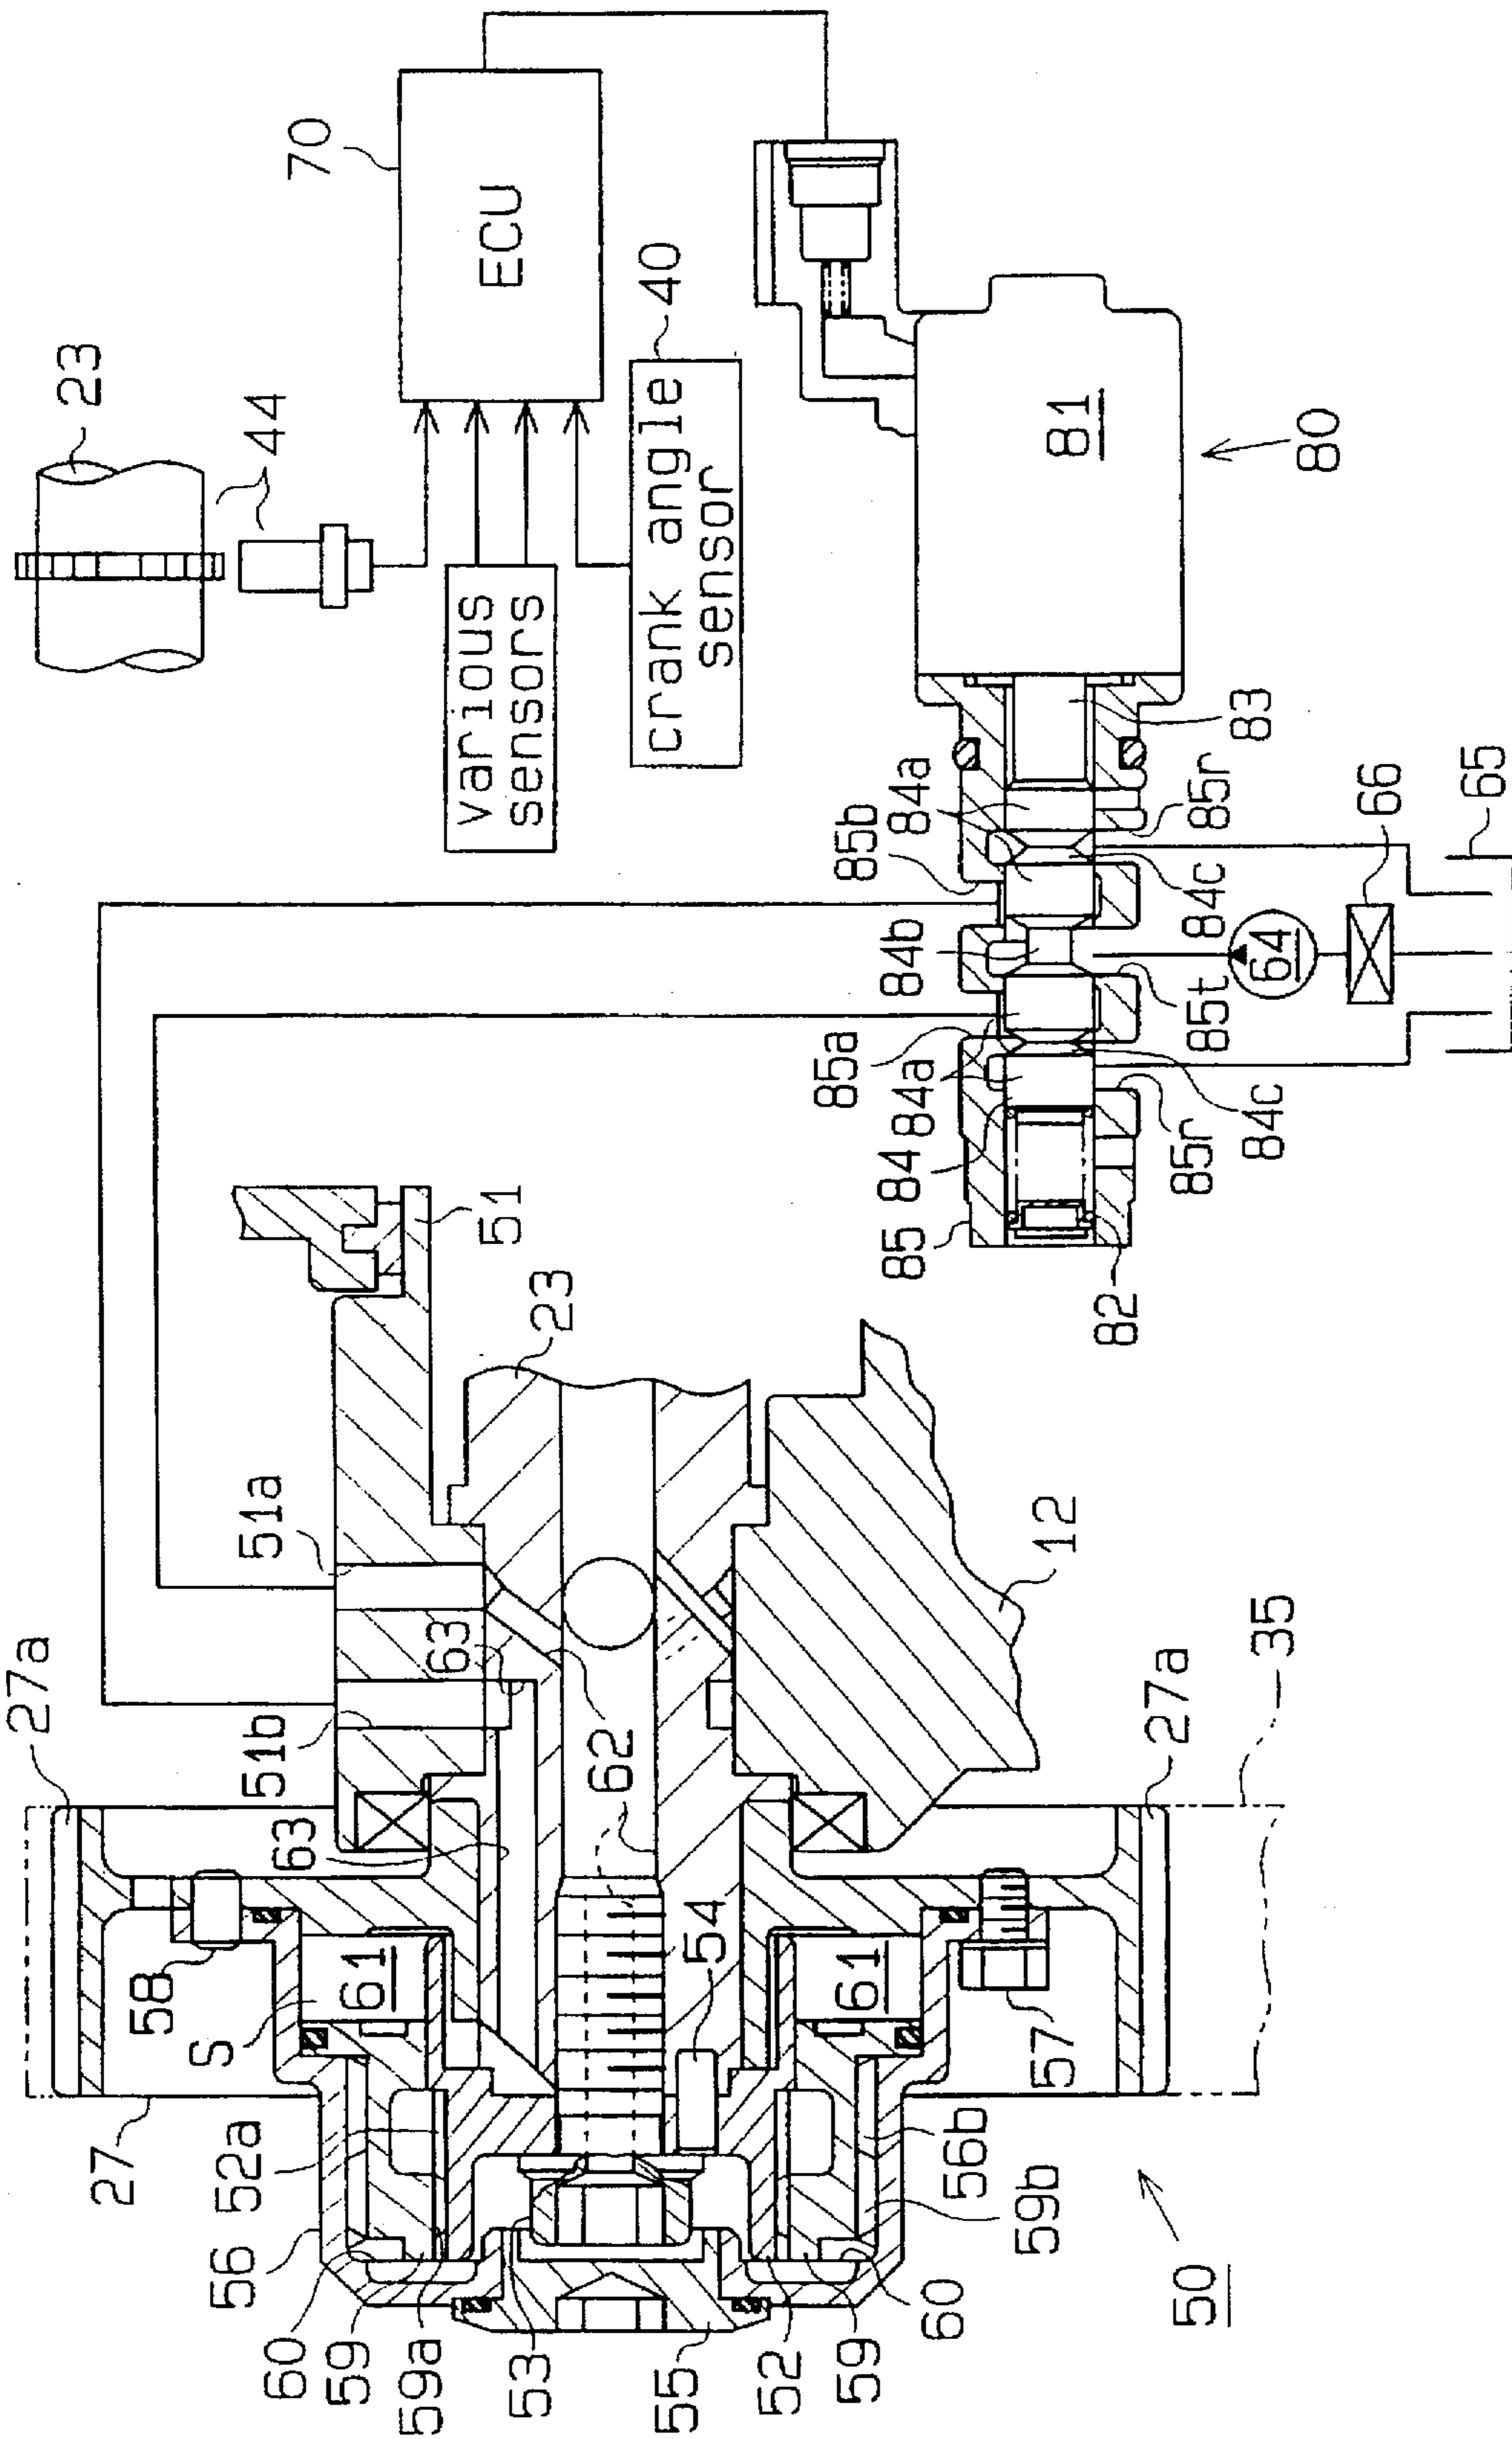 27a
23
27
58
S
56
51b
51a
44
60
63
70
59
61
59a
52a
63
51
ECU
various
sensors
53
23
62
crank angle
sensor
40
55
54
52
59
61
85a
85b
85
84
84a
84b
84a
60
56b
59b
57
12
81
82
27a
85r
85t
84c
85r
83
84c
50
35
64
80
66
65